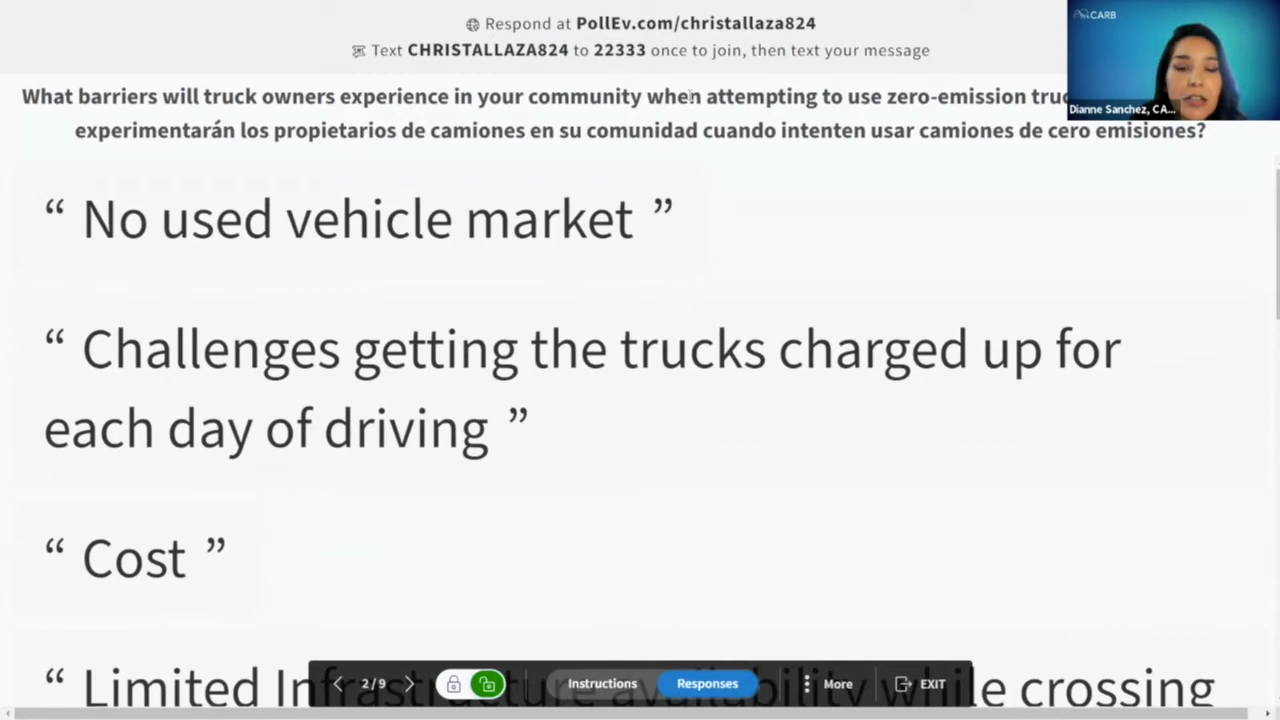 Respond at PollEv.com/christallaza824
Text CHRISTALLAZA824 to 22333 once to join, then text your message
CARB
What barriers will truck owners experience in your community when attempting to use zero-emission
Dianne Sanchez, CA...
experimentarán los propietarios de camiones en su comunidad cuando intenten usar camiones de cero emisiones?
“ No used vehicle market ”
“ Challenges getting the trucks charged up for
each day of driving ”
“ Cost ”
“ Limited Infrastructure availability while crossing
2/9 Instructions Responses More EXIT